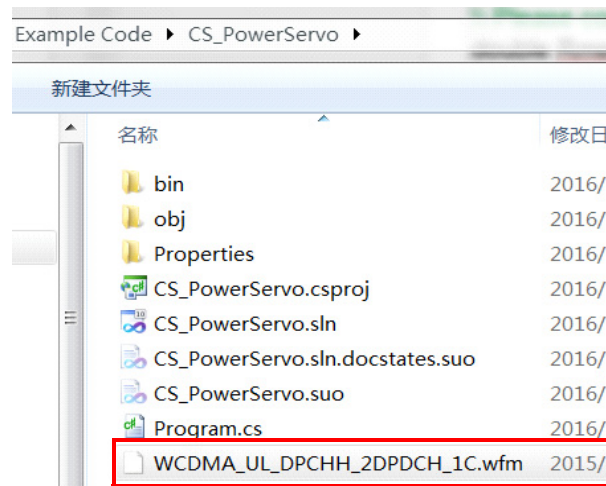 Example Code ▸ CS_PowerServo ▸
新建文件夹
名称 修改日
bin 2016/
obj 2016/
Properties 2016/
CS_PowerServo.csproj 2016/
CS_PowerServo.sln 2016/
CS_PowerServo.sln.docstates.suo 2016/
CS_PowerServo.suo 2016/
Program.cs 2016/
WCDMA_UL_DPCHH_2DPDCH_1C.wfm 2015/